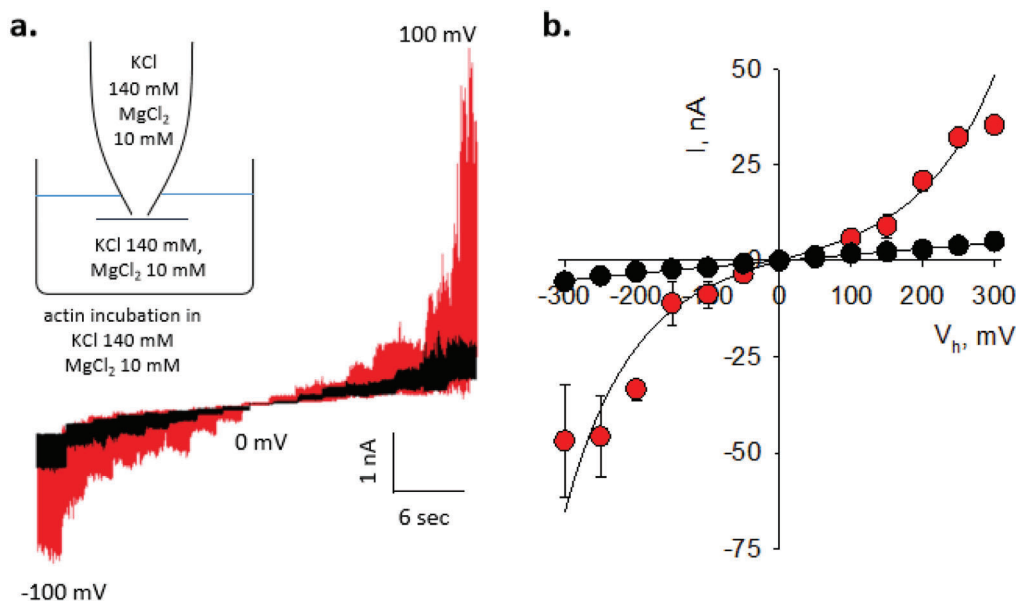 a.
100 mV
KCl
140 mM
MgCl₂
10 mM
KCl 140 mM,
MgCl₂ 10 mM
actin incubation in
KCl 140 mM
MgCl₂ 10 mM
0 mV
1 nA
6 sec
-100 mV
b.
50
I, nA
25
0
-300
-200
-100
0
100
200
300
Vₕ, mV
-25
-50
-75